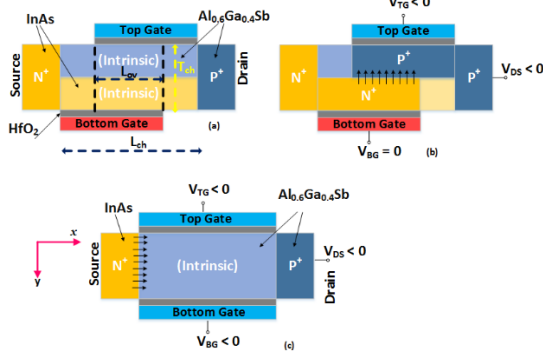 InAs
Top Gate
Al0.6Ga0.4Sb
Source
N+
(Intrinsic)
Lov
(Intrinsic)
Tch
P+
Drain
HfO2
Bottom Gate
(a)
Lch
VTG < 0
Top Gate
P+
N+
P+
VDS < 0
Bottom Gate
VBG = 0
(b)
InAs
VTG < 0
Al0.6Ga0.4Sb
Top Gate
x
y
Source
N+
(Intrinsic)
P+
VDS < 0
Drain
Bottom Gate
VBG < 0
(c)